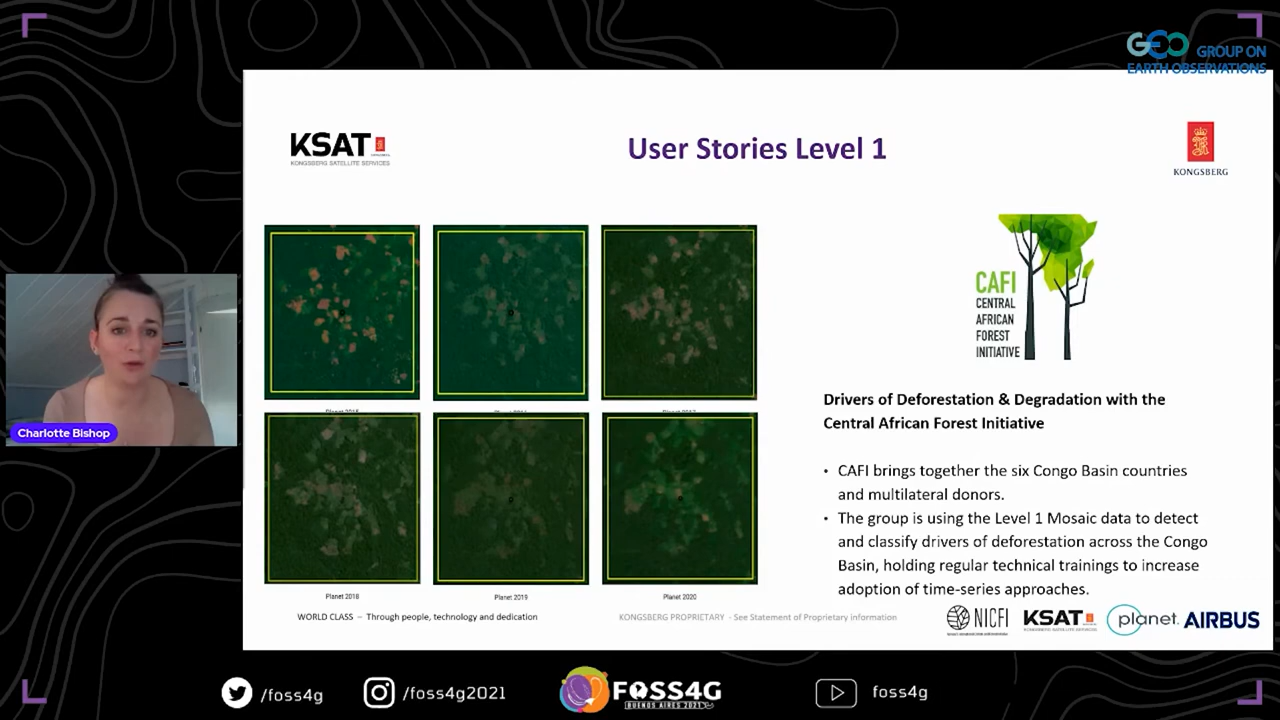 GEO GROUP ON
EARTH OBSERVATIONS
KSAT
KONGSBERG SATELLITE SERVICES
User Stories Level 1
KONGSBERG
CAFI
CENTRAL
AFRICAN
FOREST
INITIATIVE
Charlotte Bishop
Planet 2018
Planet 2019
Planet 2020
Drivers of Deforestation & Degradation with the
Central African Forest Initiative
• CAFI brings together the six Congo Basin countries
and multilateral donors.
• The group is using the Level 1 Mosaic data to detect
and classify drivers of deforestation across the Congo
Basin, holding regular technical trainings to increase
adoption of time-series approaches.
WORLD CLASS – Through people, technology and dedication
KONGSBERG PROPRIETARY - See Statement of Proprietary information
NICFI KSAT planet. AIRBUS
/foss4g
/foss4g2021
FOSS4G
BUENOS AIRES 2021
foss4g